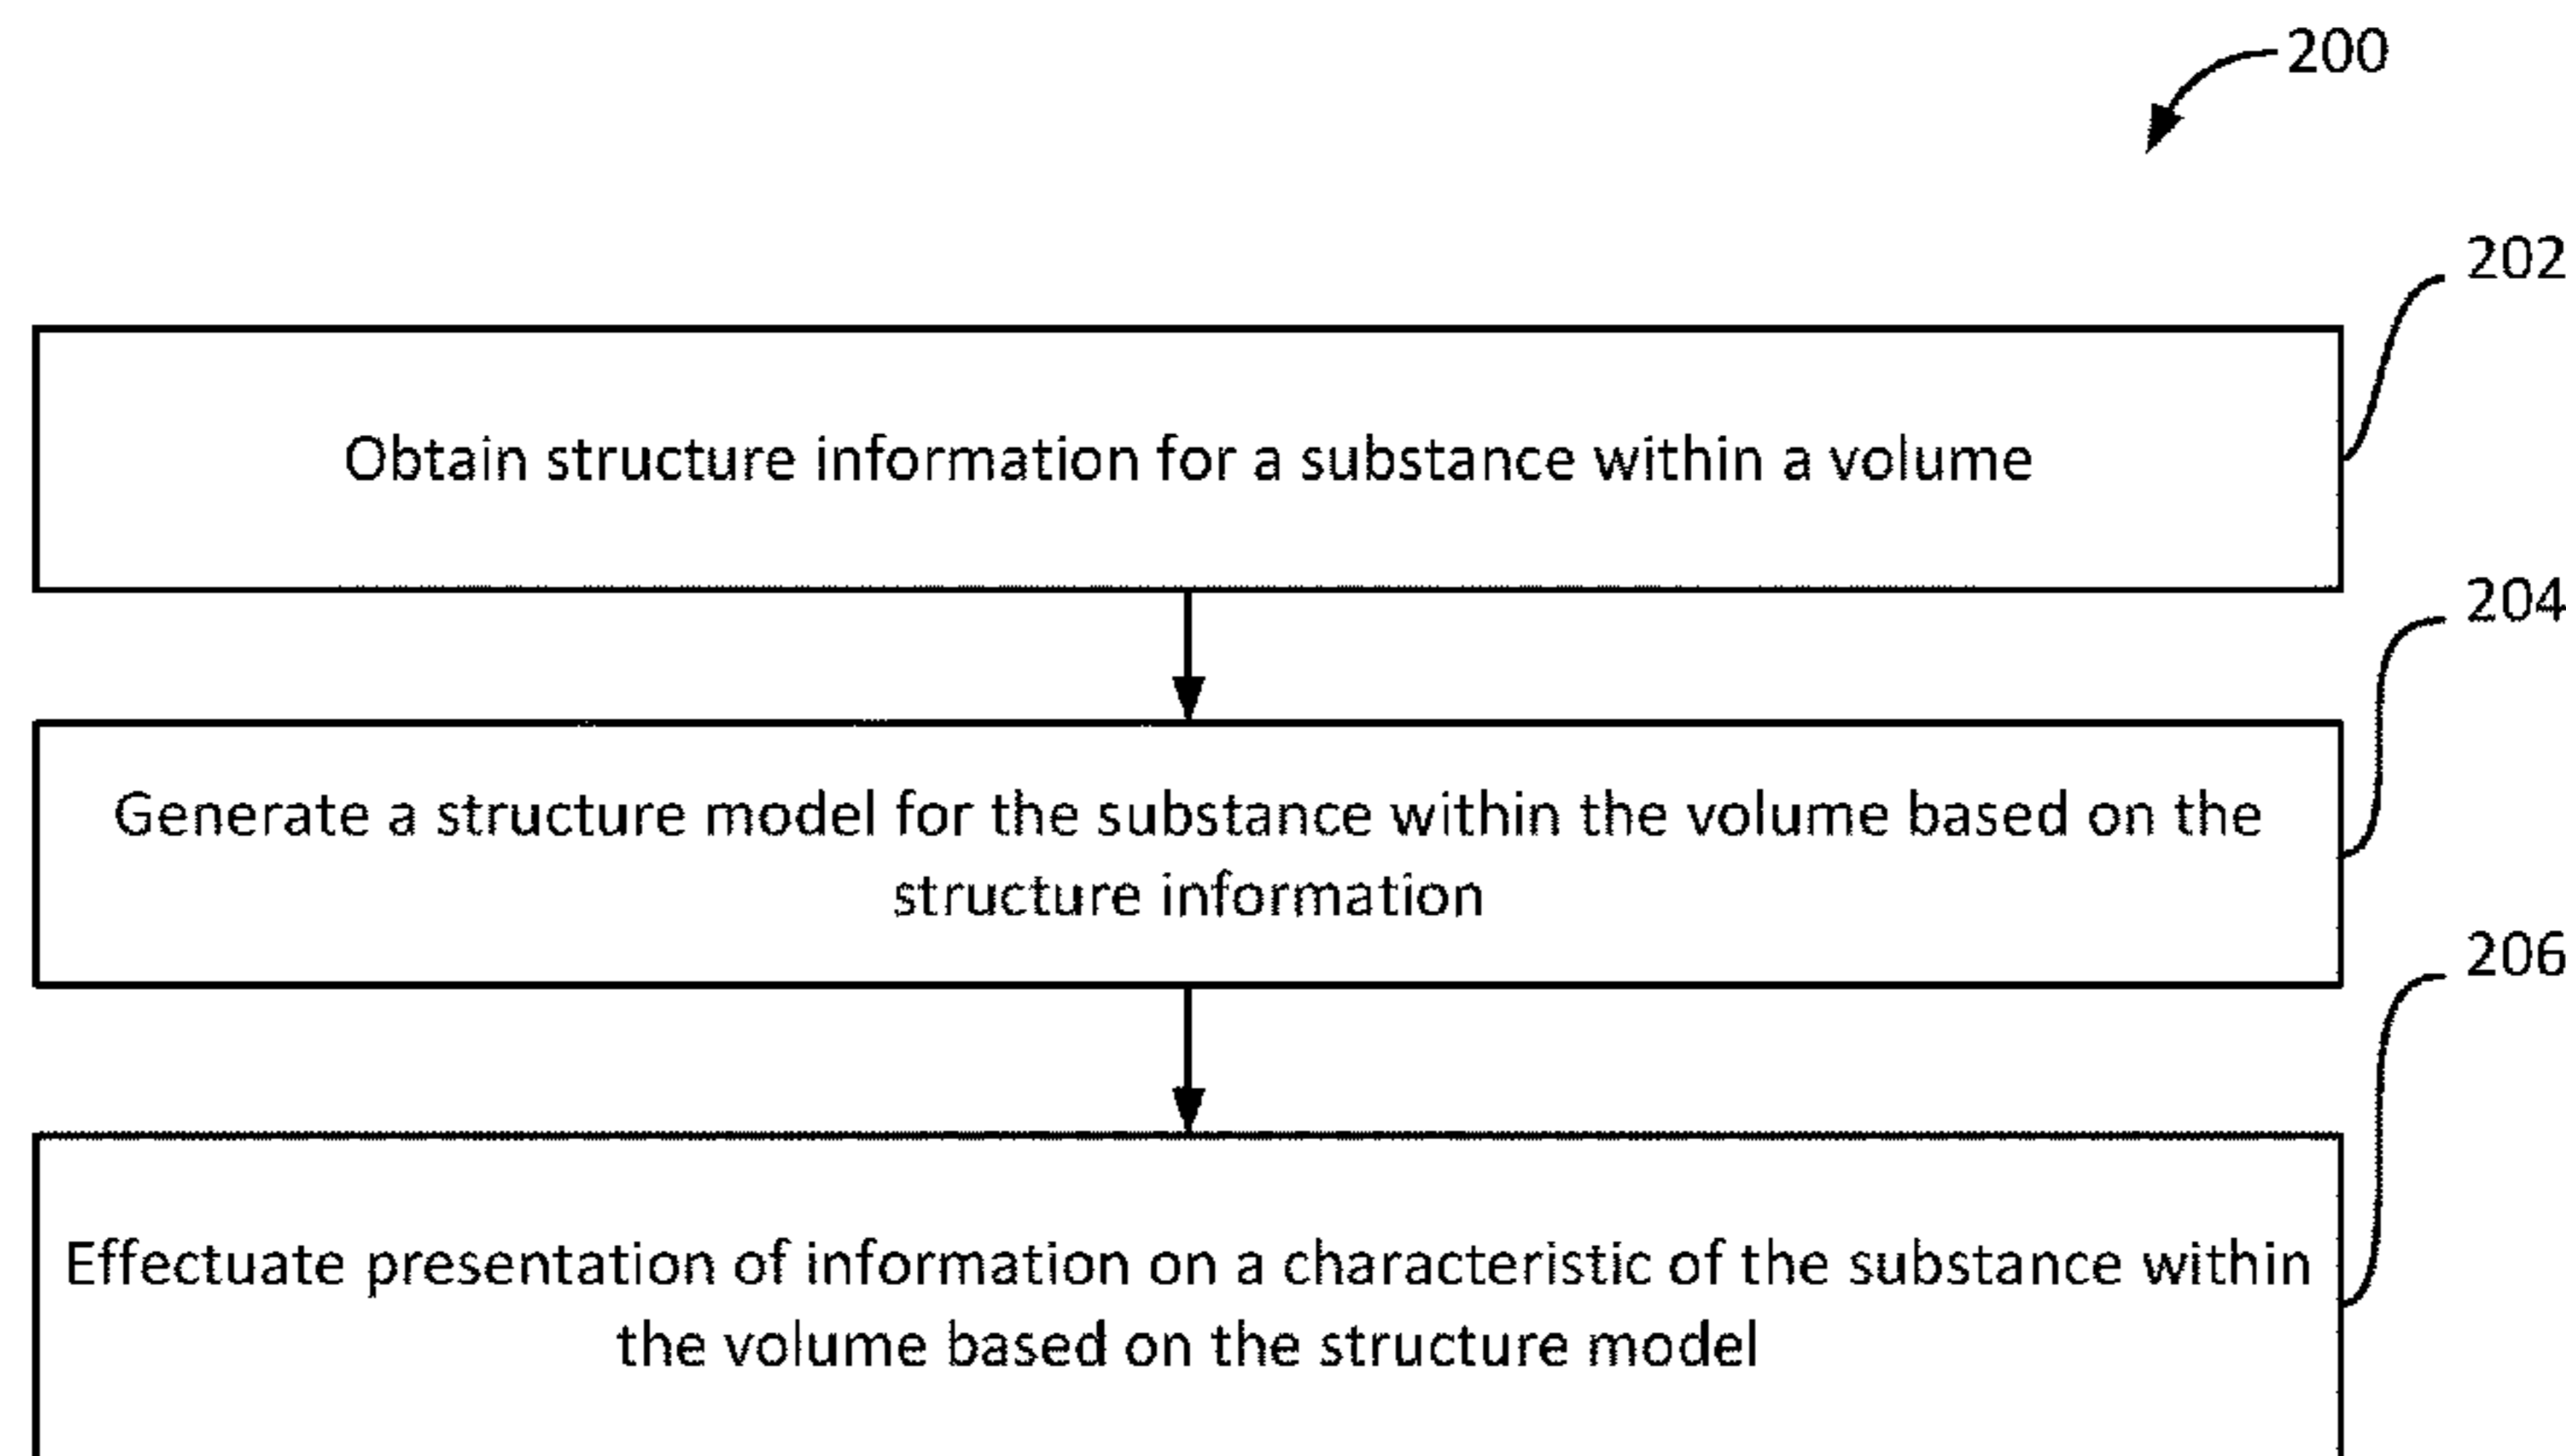 200
202
Obtain structure information for a substance within a volume
204
Generate a structure model for the substance within the volume based on the
structure information
206
Effectuate presentation of information on a characteristic of the substance within
the volume based on the structure model